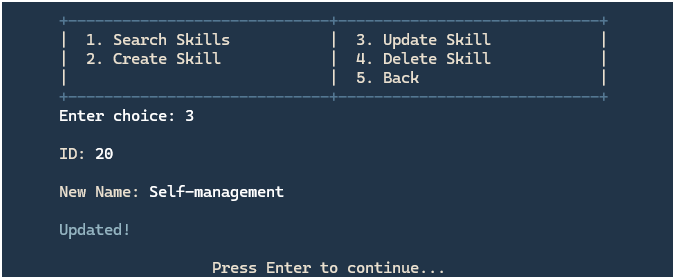 1. Search Skills 3. Update Skill
2. Create Skill 4. Delete Skill
5. Back
Enter choice: 3
ID: 20
New Name: Self-management
Updated!
Press Enter to continue...